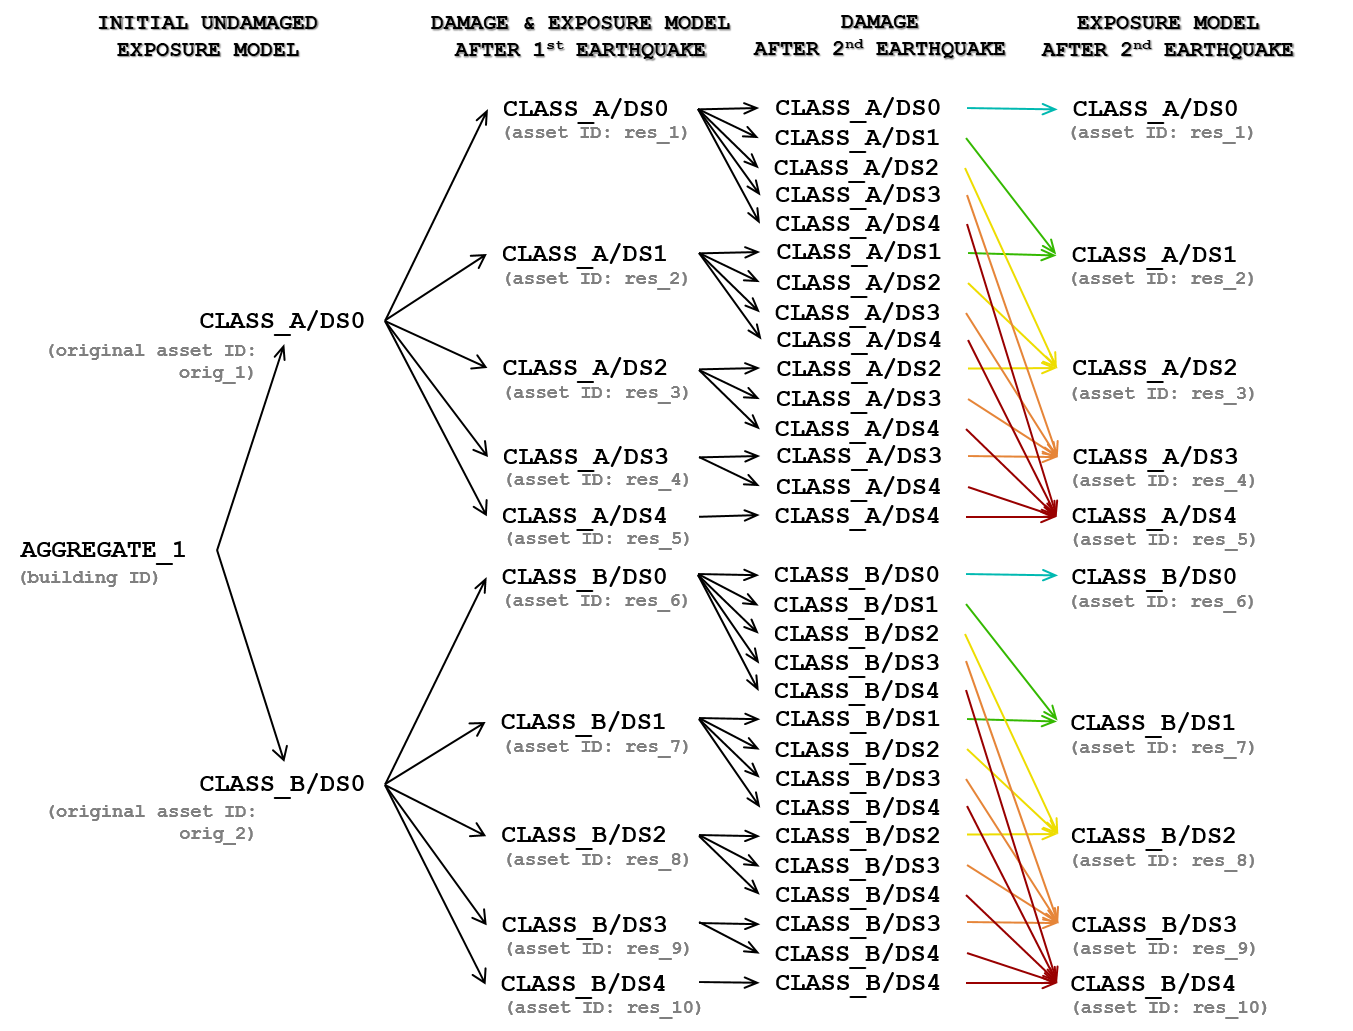 INITIAL UNDAMAGED
EXPOSURE MODEL
DAMAGE & EXPOSURE MODEL
AFTER 1st EARTHQUAKE
DAMAGE
AFTER 2nd EARTHQUAKE
EXPOSURE MODEL
AFTER 2nd EARTHQUAKE
AGGREGATE_1
(building ID)
CLASS_A/DS0
(original asset ID:
orig_1)
CLASS_B/DS0
(original asset ID:
orig_2)
CLASS_A/DS0
(asset ID: res_1)
CLASS_A/DS1
(asset ID: res_2)
CLASS_A/DS2
(asset ID: res_3)
CLASS_A/DS3
(asset ID: res_4)
CLASS_A/DS4
(asset ID: res_5)
CLASS_B/DS0
(asset ID: res_6)
CLASS_B/DS1
(asset ID: res_7)
CLASS_B/DS2
(asset ID: res_8)
CLASS_B/DS3
(asset ID: res_9)
CLASS_B/DS4
(asset ID: res_10)
CLASS_A/DS0
CLASS_A/DS1
CLASS_A/DS2
CLASS_A/DS3
CLASS_A/DS4
CLASS_A/DS1
CLASS_A/DS2
CLASS_A/DS3
CLASS_A/DS4
CLASS_A/DS2
CLASS_A/DS3
CLASS_A/DS4
CLASS_A/DS3
CLASS_A/DS4
CLASS_A/DS4
CLASS_B/DS0
CLASS_B/DS1
CLASS_B/DS2
CLASS_B/DS3
CLASS_B/DS4
CLASS_B/DS1
CLASS_B/DS2
CLASS_B/DS3
CLASS_B/DS4
CLASS_B/DS2
CLASS_B/DS3
CLASS_B/DS4
CLASS_B/DS3
CLASS_B/DS4
CLASS_B/DS4
CLASS_A/DS0
(asset ID: res_1)
CLASS_A/DS1
(asset ID: res_2)
CLASS_A/DS2
(asset ID: res_3)
CLASS_A/DS3
(asset ID: res_4)
CLASS_A/DS4
(asset ID: res_5)
CLASS_B/DS0
(asset ID: res_6)
CLASS_B/DS1
(asset ID: res_7)
CLASS_B/DS2
(asset ID: res_8)
CLASS_B/DS3
(asset ID: res_9)
CLASS_B/DS4
(asset ID: res_10)